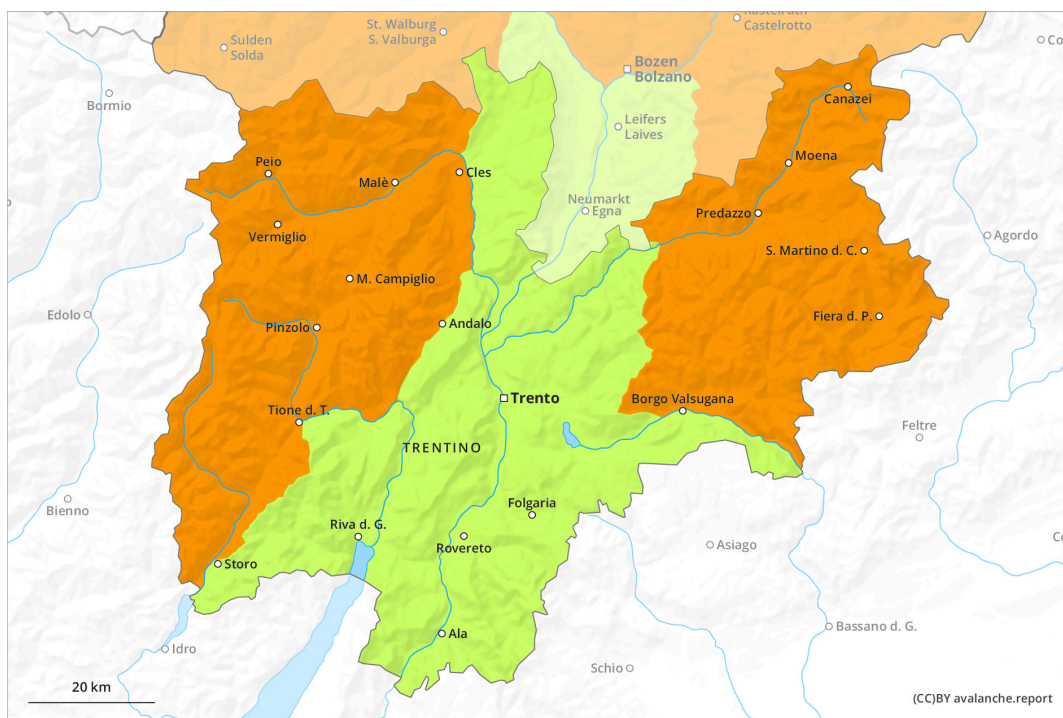 St. Walburg
S. Valburga
Kastelruth
Castelrotto
Sulden
Solda
Bozen
Bolzano
Bormio
Canazei
Leifers
Laives
Moena
Peio
Malè
Cles
Neumarkt
Egna
Predazzo
Vermiglio
Agordo
S. Martino d. C.
M. Campiglio
Edolo
Pinzolo
Andalo
Fiera d. P.
Trento
Borgo Valsugana
Tione d. T.
Feltre
TRENTINO
Bienno
Folgaria
Riva d. G.
Rovereto
Asiago
Storo
Ala
Bassano d. G.
Idro
Schio
20 km
(CC)BY avalanche.report